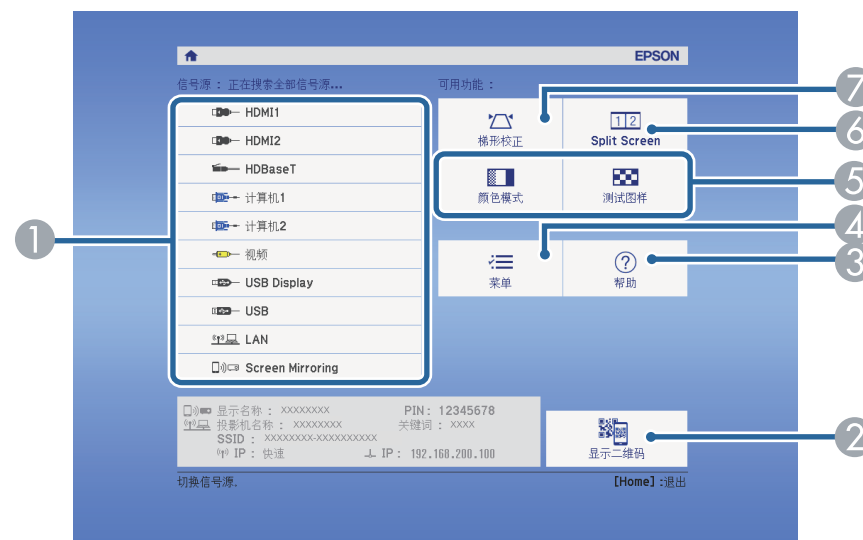 EPSON
信号源 : 正在搜索全部信号源...
可用功能 :
HDMI1
HDMI2
HDBaseT
计算机1
计算机2
视频
USB Display
USB
LAN
Screen Mirroring
梯形校正
Split Screen
1 2
颜色模式
测试图样
菜单
帮助
?
显示名称 : XXXXXXXX PIN : 12345678
投影机名称 : XXXXXXXX 关键词 : XXXX
SSID : XXXXXXXX-XXXXXXXXXX
IP : 快速 IP : 192.168.200.100
显示二维码
切换信号源. [Home] :退出
1
7
6
5
4
3
2